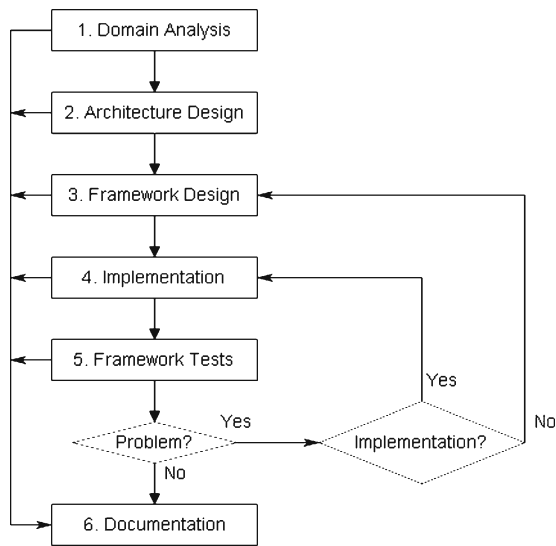 1. Domain Analysis
2. Architecture Design
3. Framework Design
4. Implementation
5. Framework Tests
Yes
Yes
No
Problem?
Implementation?
No
6. Documentation